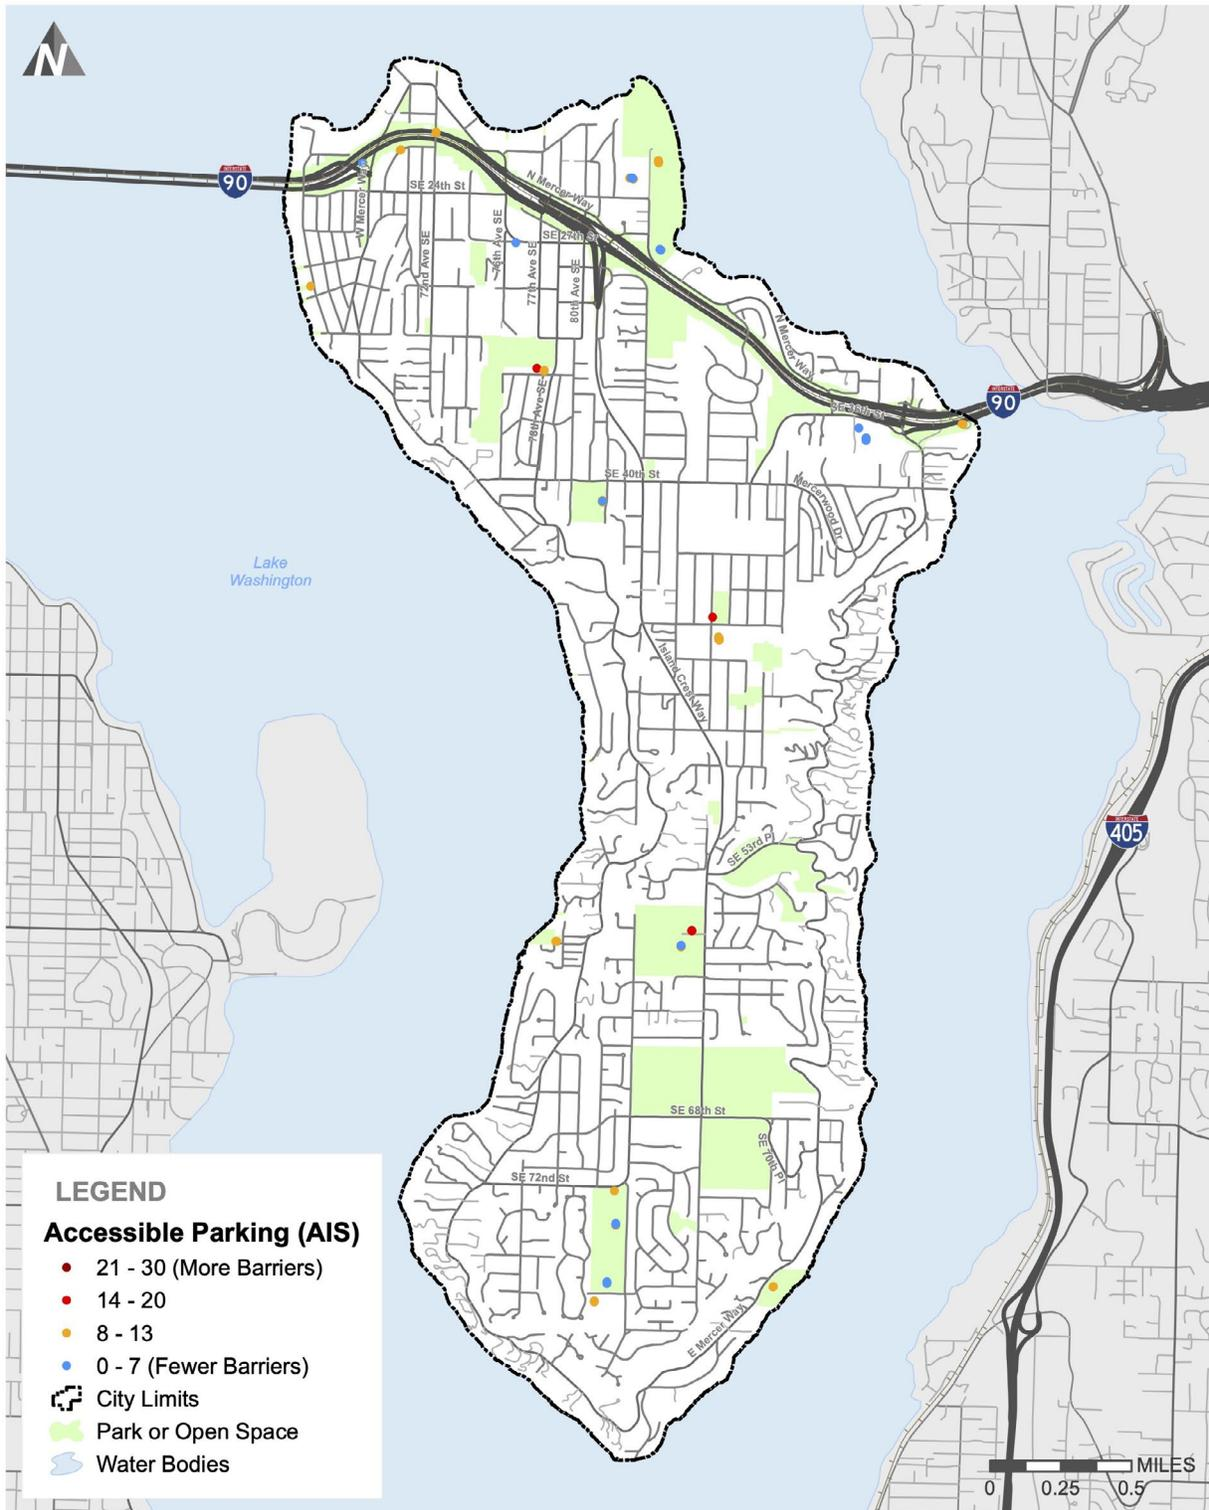 N
INTERSTATE
90
SE 24th St
N Mercer Way
W Mercer Way
SE 27th St
72nd Ave SE
76th Ave SE
77th Ave SE
80th Ave SE
N Mercer Way
78th Ave SE
SE 36th St
INTERSTATE
90
SE 40th St
Mercerwood Dr
Lake
Washington
Island Crest Way
INTERSTATE
405
SE 53rd Pl
SE 68th St
SE 70th Pl
SE 72nd St
E Mercer Way
LEGEND
Accessible Parking (AIS)
21 - 30 (More Barriers)
14 - 20
8 - 13
0 - 7 (Fewer Barriers)
City Limits
Park or Open Space
Water Bodies
MILES
0 0.25 0.5